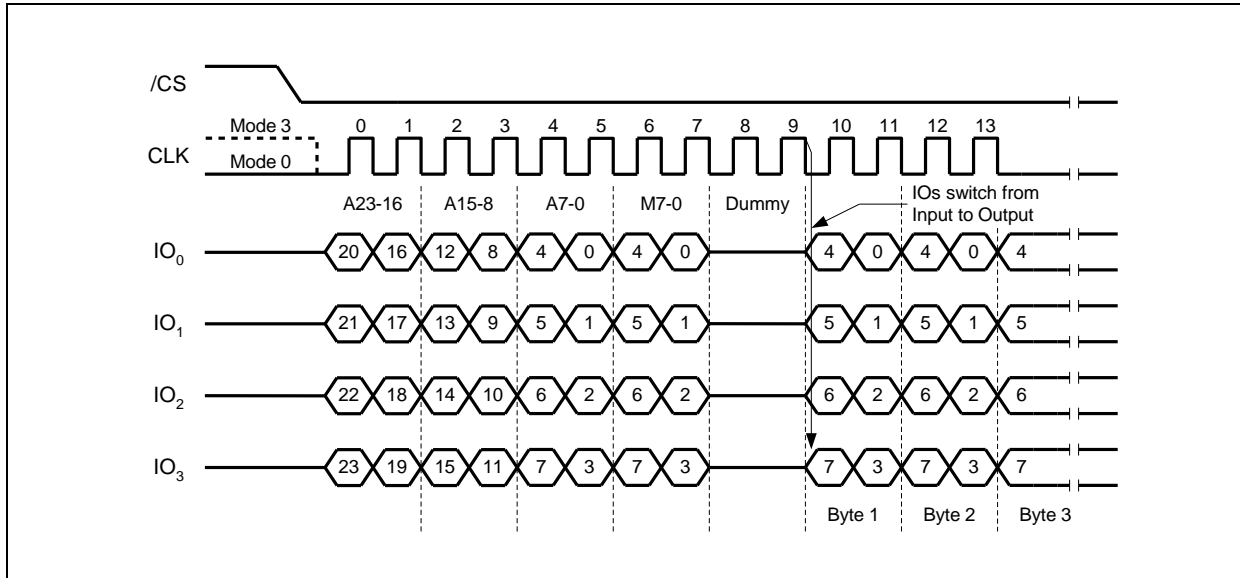 /CS
Mode 3 0 1 2 3 4 5 6 7 8 9 10 11 12 13
CLK
Mode 0
IOs switch from
Input to Output
A23-16 A15-8 A7-0 M7-0 Dummy
IO0 20 16 12 8 4 0 4 0 4 0 4 0 4
IO1 21 17 13 9 5 1 5 1 5 1 5 1 5
IO2 22 18 14 10 6 2 6 2 6 2 6 2 6
IO3 23 19 15 11 7 3 7 3 7 3 7 3 7
Byte 1 Byte 2 Byte 3